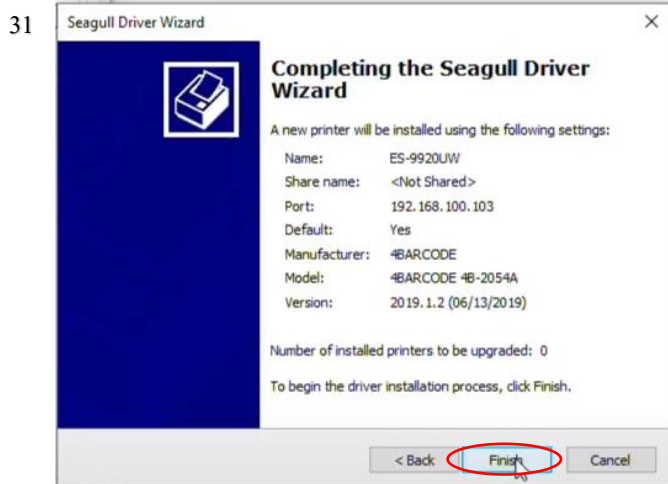 31
Seagull Driver Wizard
Completing the Seagull Driver
Wizard
A new printer will be installed using the following settings:
Name: ES-9920UW
Share name: <Not Shared>
Port: 192.168.100.103
Default: Yes
Manufacturer: 4BARCODE
Model: 4BARCODE 4B-2054A
Version: 2019.1.2 (06/13/2019)
Number of installed printers to be upgraded: 0
To begin the driver installation process, click Finish.
< Back Finish Cancel